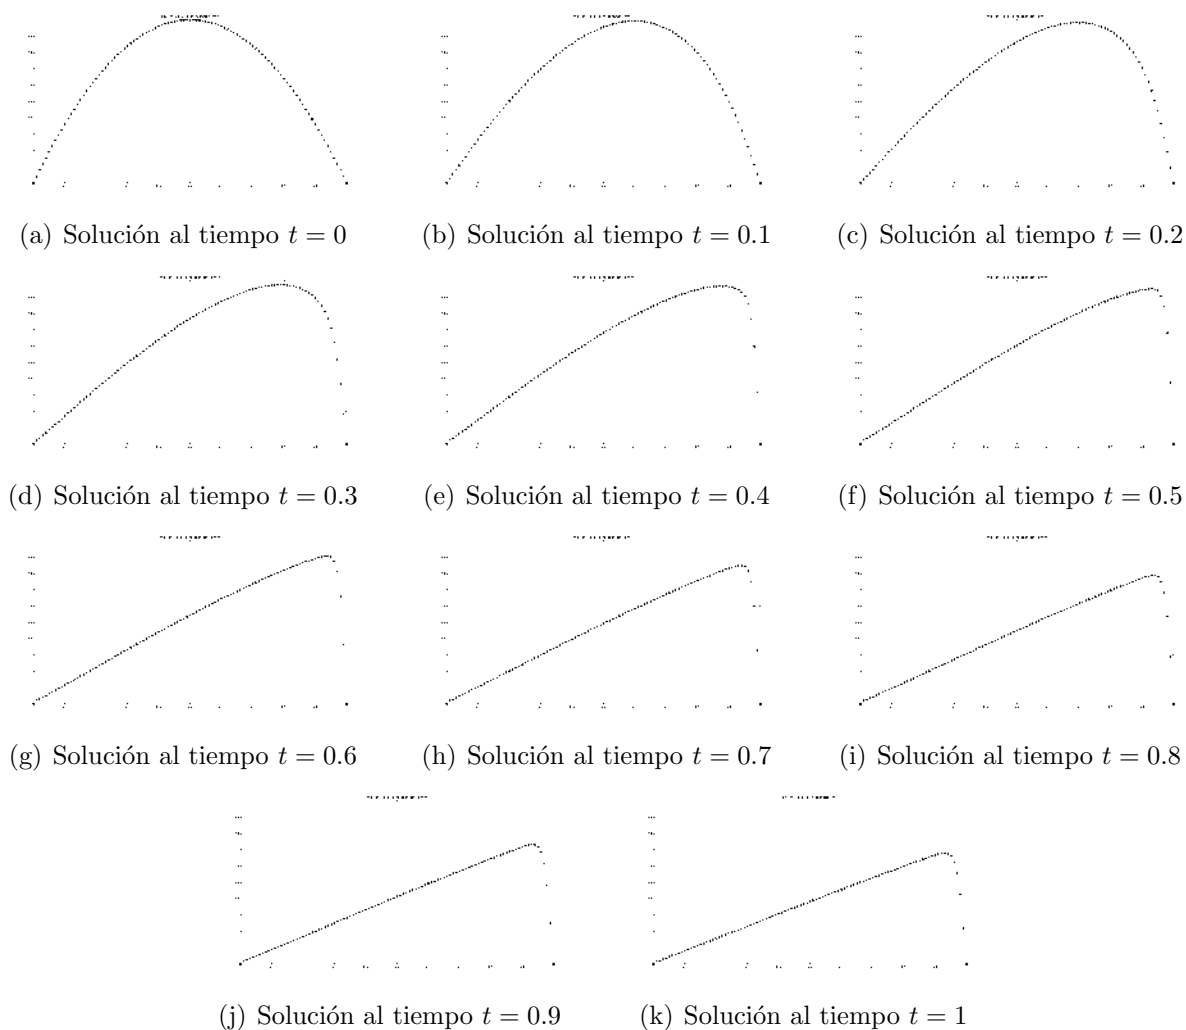 (a) Solución al tiempo t = 0
(b) Solución al tiempo t = 0.1
(c) Solución al tiempo t = 0.2
(d) Solución al tiempo t = 0.3
(e) Solución al tiempo t = 0.4
(f) Solución al tiempo t = 0.5
(g) Solución al tiempo t = 0.6
(h) Solución al tiempo t = 0.7
(i) Solución al tiempo t = 0.8
(j) Solución al tiempo t = 0.9
(k) Solución al tiempo t = 1